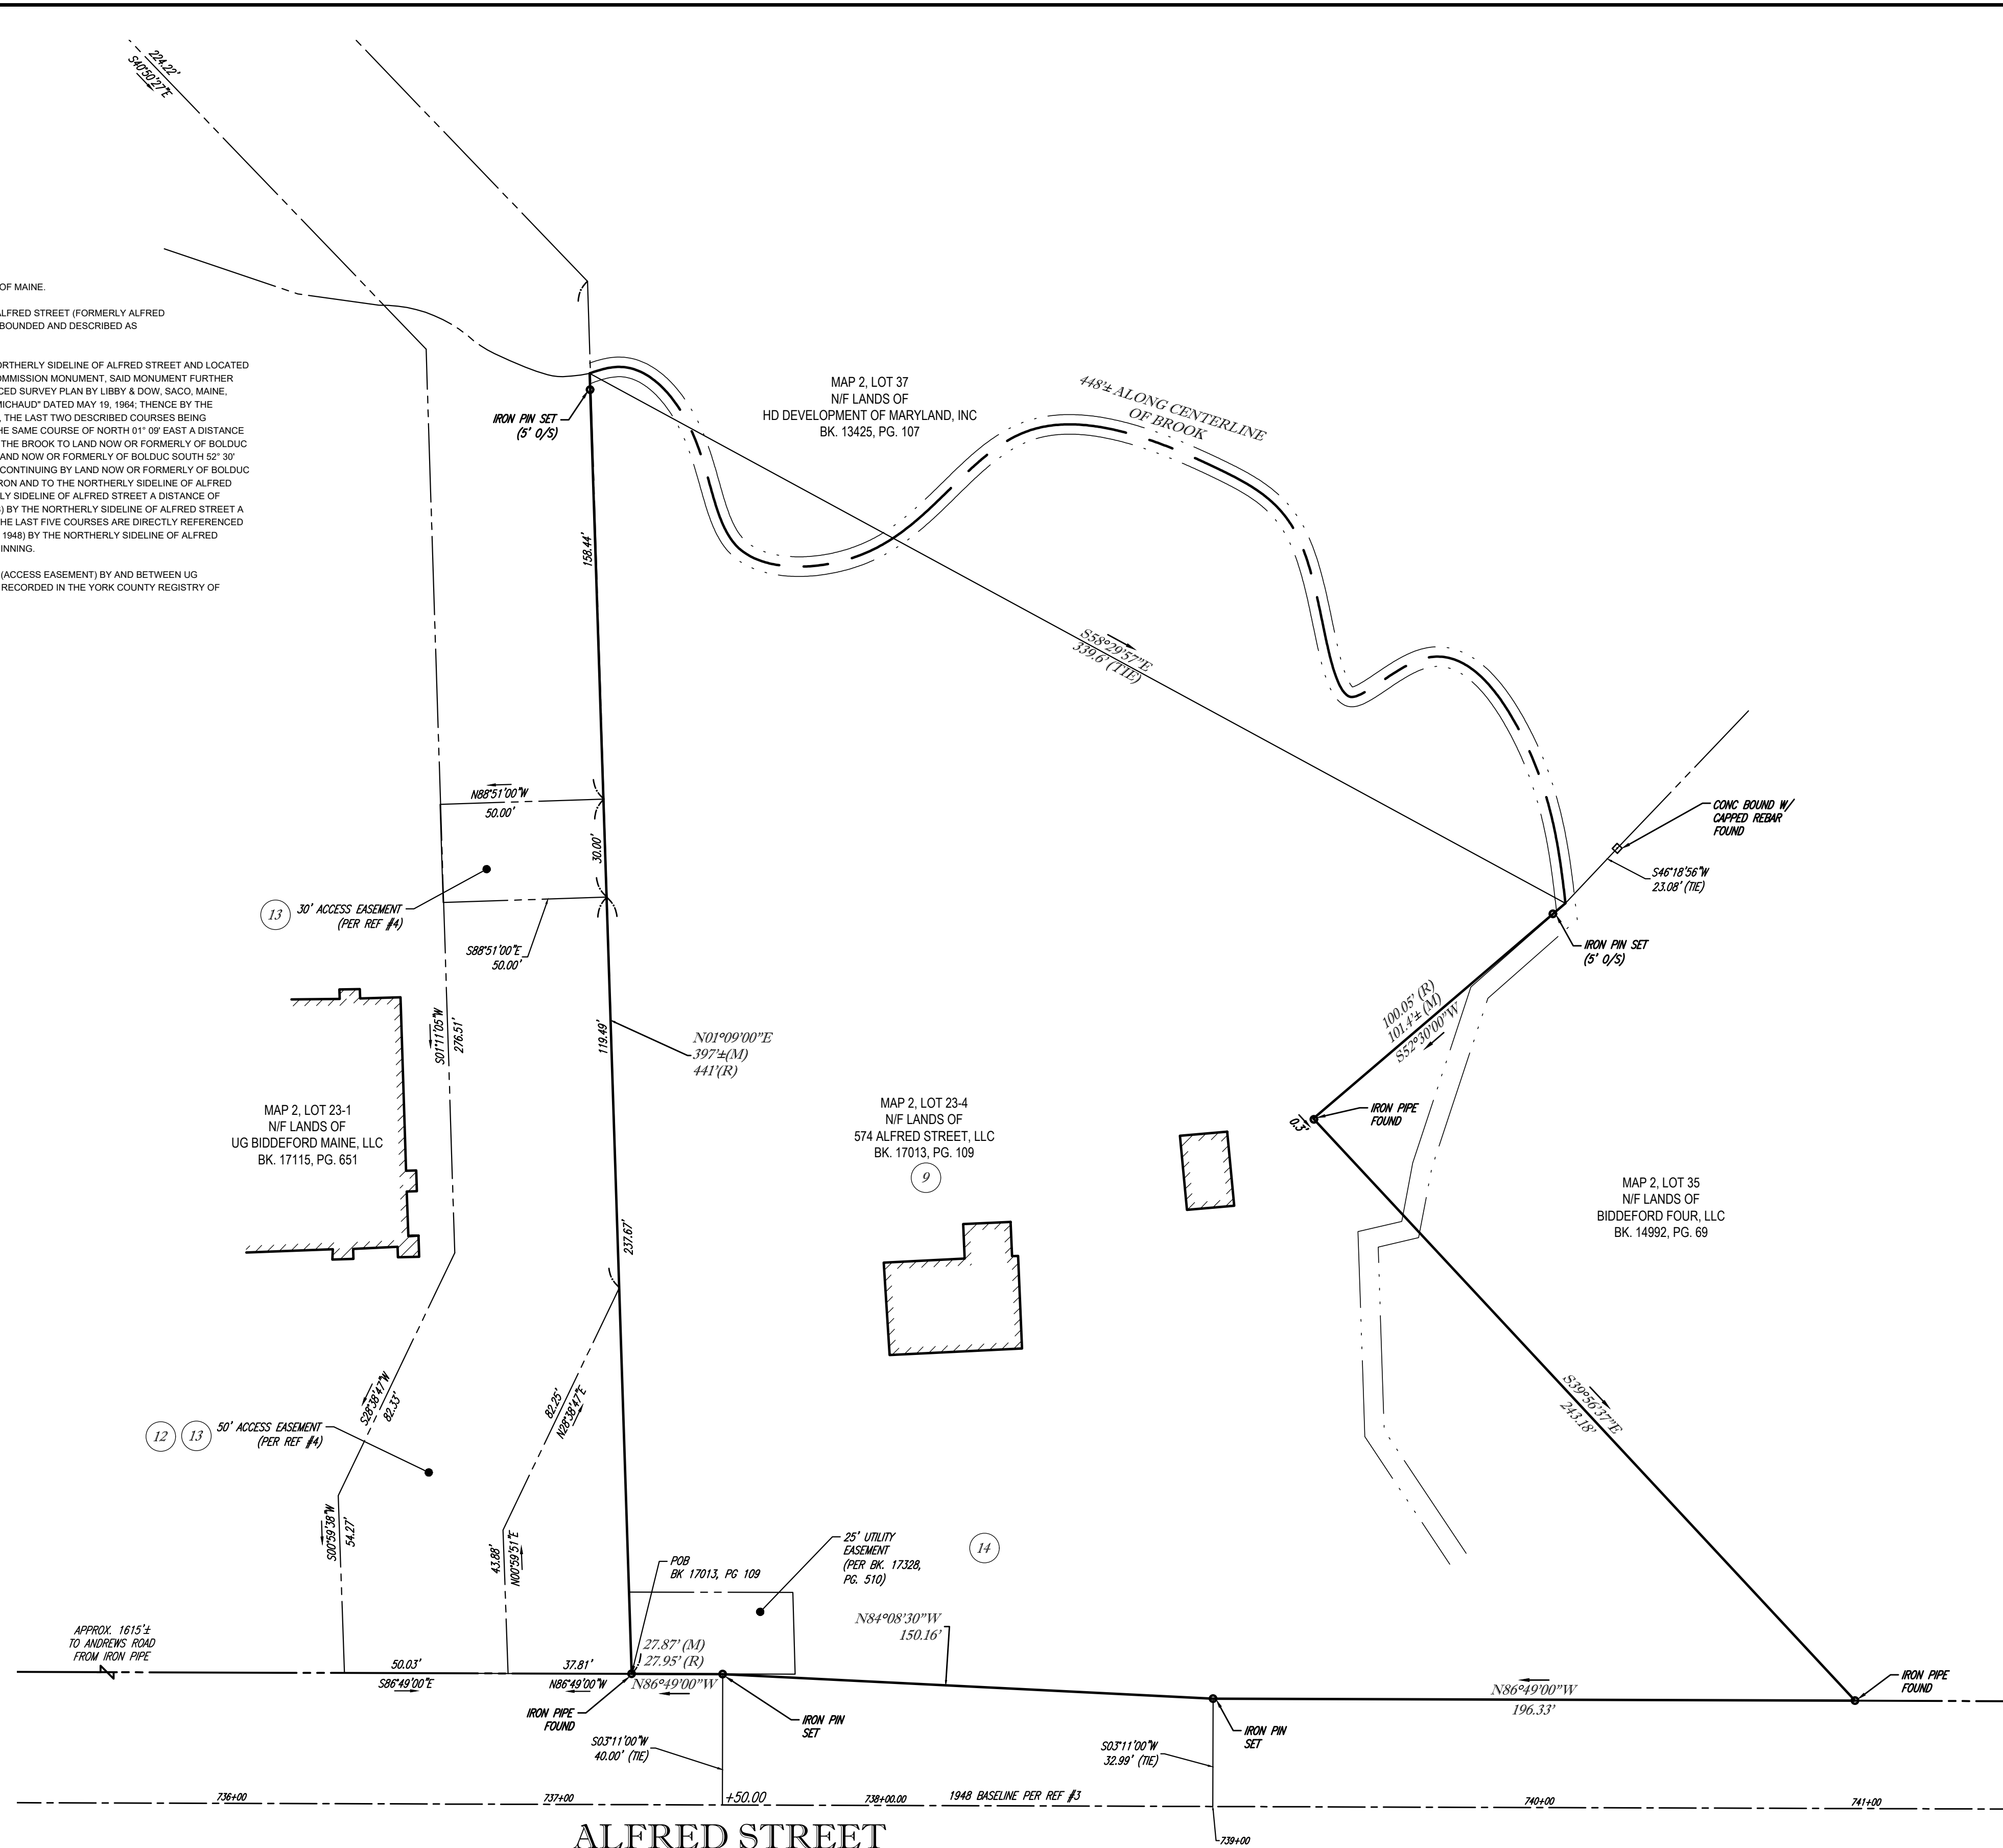 224.22'
S40°50'27"E
OF MAINE.
ALFRED STREET (FORMERLY ALFRED
BOUNDED AND DESCRIBED AS
ORTHERLY SIDELINE OF ALFRED STREET AND LOCATED
OMMISSION MONUMENT, SAID MONUMENT FURTHER
CED SURVEY PLAN BY LIBBY & DOW, SACO, MAINE,
MICHAUD" DATED MAY 19, 1964; THENCE BY THE
, THE LAST TWO DESCRIBED COURSES BEING
HE SAME COURSE OF NORTH 01° 09' EAST A DISTANCE
THE BROOK TO LAND NOW OR FORMERLY OF BOLDUC
AND NOW OR FORMERLY OF BOLDUC SOUTH 52° 30'
CONTINUING BY LAND NOW OR FORMERLY OF BOLDUC
RON AND TO THE NORTHERLY SIDELINE OF ALFRED
LY SIDELINE OF ALFRED STREET A DISTANCE OF
) BY THE NORTHERLY SIDELINE OF ALFRED STREET A
HE LAST FIVE COURSES ARE DIRECTLY REFERENCED
1948) BY THE NORTHERLY SIDELINE OF ALFRED
INNING.
(ACCESS EASEMENT) BY AND BETWEEN UG
RECORDED IN THE YORK COUNTY REGISTRY OF
IRON PIN SET
(5' O/S)
MAP 2, LOT 37
N/F LANDS OF
HD DEVELOPMENT OF MARYLAND, INC
BK. 13425, PG. 107
448'± ALONG CENTERLINE
OF BROOK
158.44'
S58°29'57"E
339.6' (TIE)
N88°51'00"W
50.00'
30.00'
CONC BOUND W/
CAPPED REBAR
FOUND
S46°18'56"W
23.08' (TIE)
13
30' ACCESS EASEMENT
(PER REF #4)
S88°51'00"E
50.00'
IRON PIN SET
(5' O/S)
100.05' (R)
101.4'± (M)
S52°30'00"W
S01°11'05"W
276.51'
119.49'
N01°09'00"E
397'±(M)
441'(R)
MAP 2, LOT 23-1
N/F LANDS OF
UG BIDDEFORD MAINE, LLC
BK. 17115, PG. 651
MAP 2, LOT 23-4
N/F LANDS OF
574 ALFRED STREET, LLC
BK. 17013, PG. 109
9
0.3'
IRON PIPE
FOUND
MAP 2, LOT 35
N/F LANDS OF
BIDDEFORD FOUR, LLC
BK. 14992, PG. 69
237.67'
S28°38'47"W
82.33'
82.25'
N28°38'47"E
S39°56'37"E
243.18'
12
13
50' ACCESS EASEMENT
(PER REF #4)
S00°59'38"W
54.27'
43.88'
N00°59'51"E
POB
BK 17013, PG 109
25' UTILITY
EASEMENT
(PER BK. 17328,
PG. 510)
14
APPROX. 1615'±
TO ANDREWS ROAD
FROM IRON PIPE
50.03'
S86°49'00"E
37.81'
N86°49'00"W
27.87' (M)
27.95' (R)
N86°49'00"W
N84°08'30"W
150.16'
N86°49'00"W
196.33'
IRON PIPE
FOUND
IRON PIPE
FOUND
IRON PIN
SET
IRON PIN
SET
S03°11'00"W
40.00' (TIE)
S03°11'00"W
32.99' (TIE)
736+00
737+00
+50.00
738+00.00
1948 BASELINE PER REF #3
739+00
740+00
741+00
ALFRED STREET